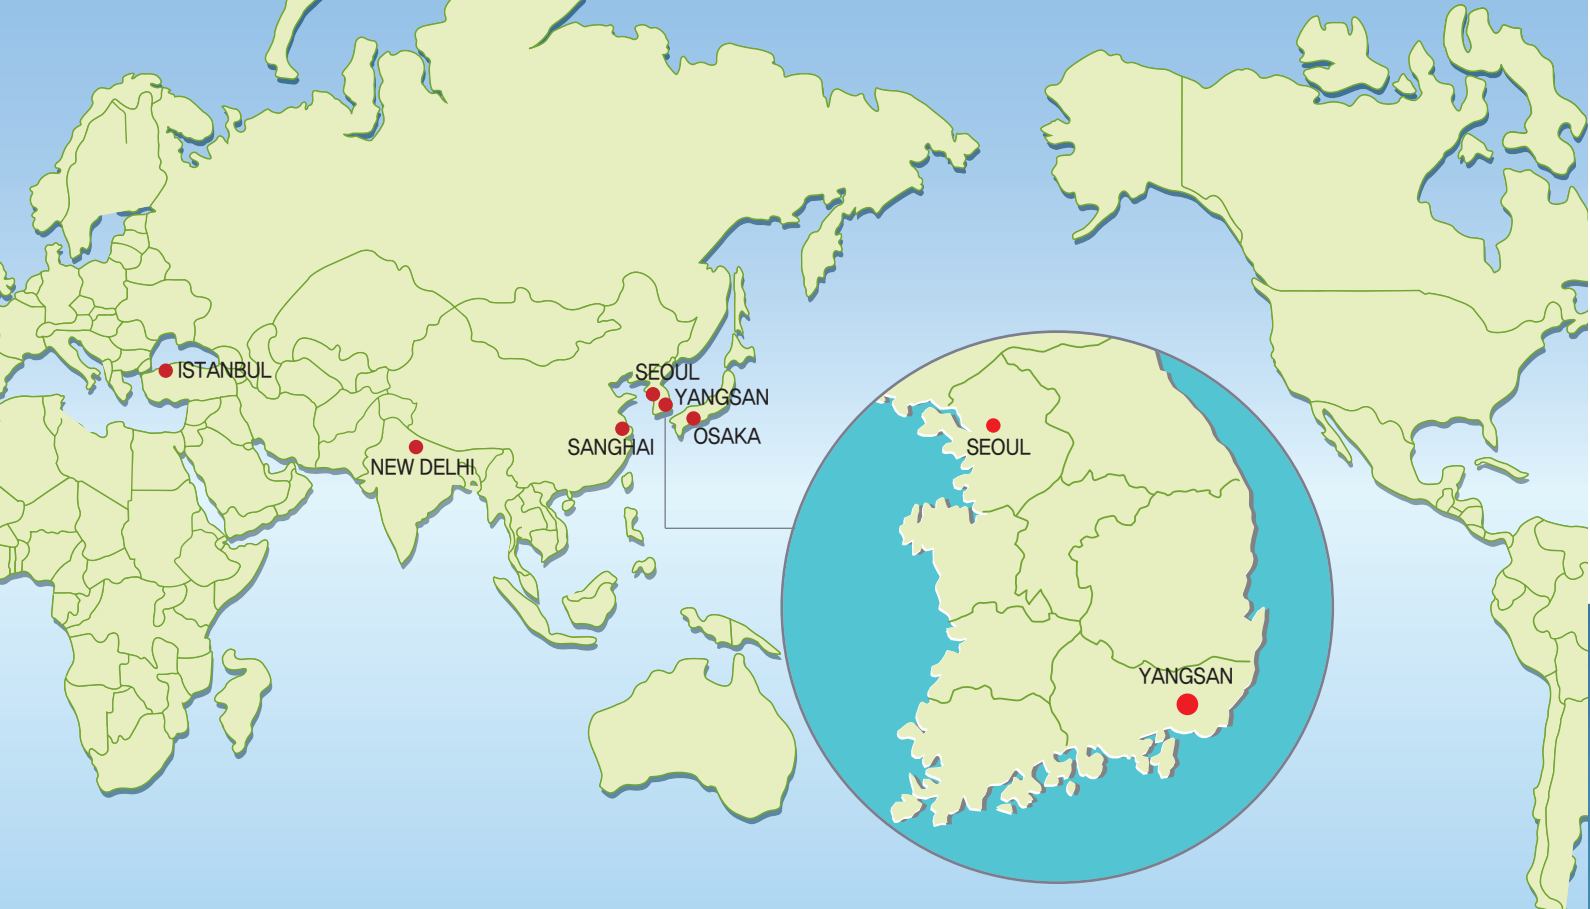 ISTANBUL
SEOUL
YANGSAN
OSAKA
SANGHAI
NEW DELHI
SEOUL
YANGSAN